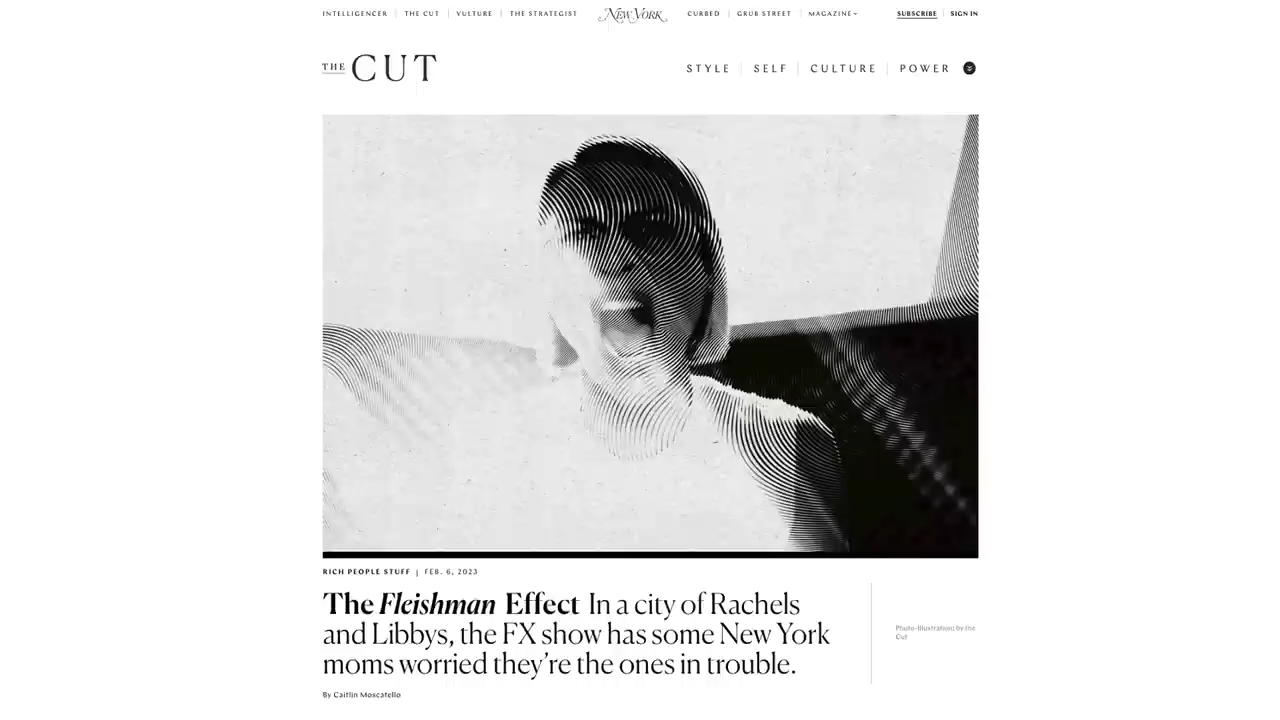 INTELLIGENCER THE CUT VULTURE THE STRATEGIST NEW YORK CURBED GRUB STREET MAGAZINE SUBSCRIBE SIGN IN
THE CUT STYLE SELF CULTURE POWER
RICH PEOPLE STUFF | FEB. 6, 2023
The Fleishman Effect In a city of Rachels
and Libbys, the FX show has some New York
moms worried they're the ones in trouble.
Photo-Illustration: by the
Cut
By Caitlin Moscatello